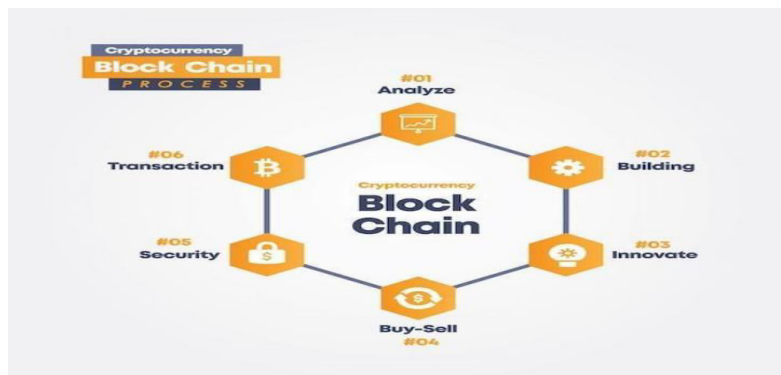 Cryptocurrency
Block Chain
PROCESS
#01
Analyze
#02
Building
#03
Innovate
Buy-Sell
#04
#05
Security
#06
Transaction
Cryptocurrency
Block
Chain